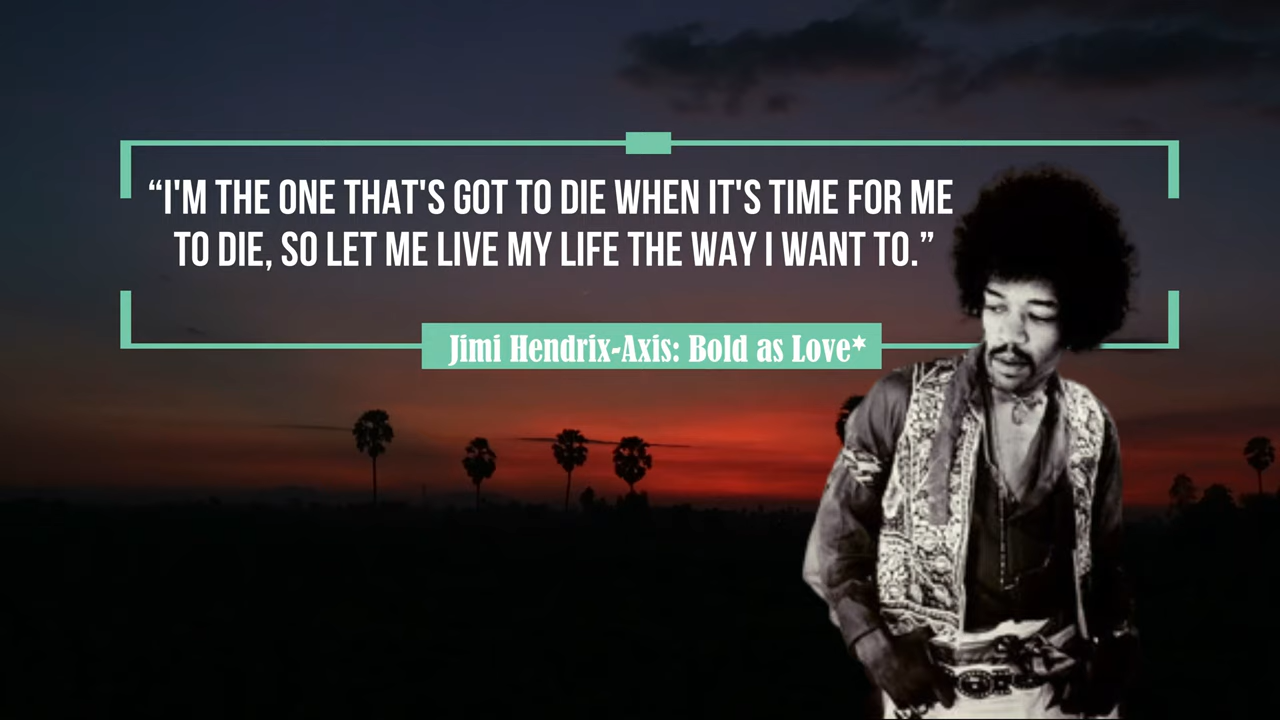 “I'M THE ONE THAT'S GOT TO DIE WHEN IT'S TIME FOR ME
TO DIE, SO LET ME LIVE MY LIFE THE WAY I WANT TO.”
Jimi Hendrix-Axis: Bold as Love*